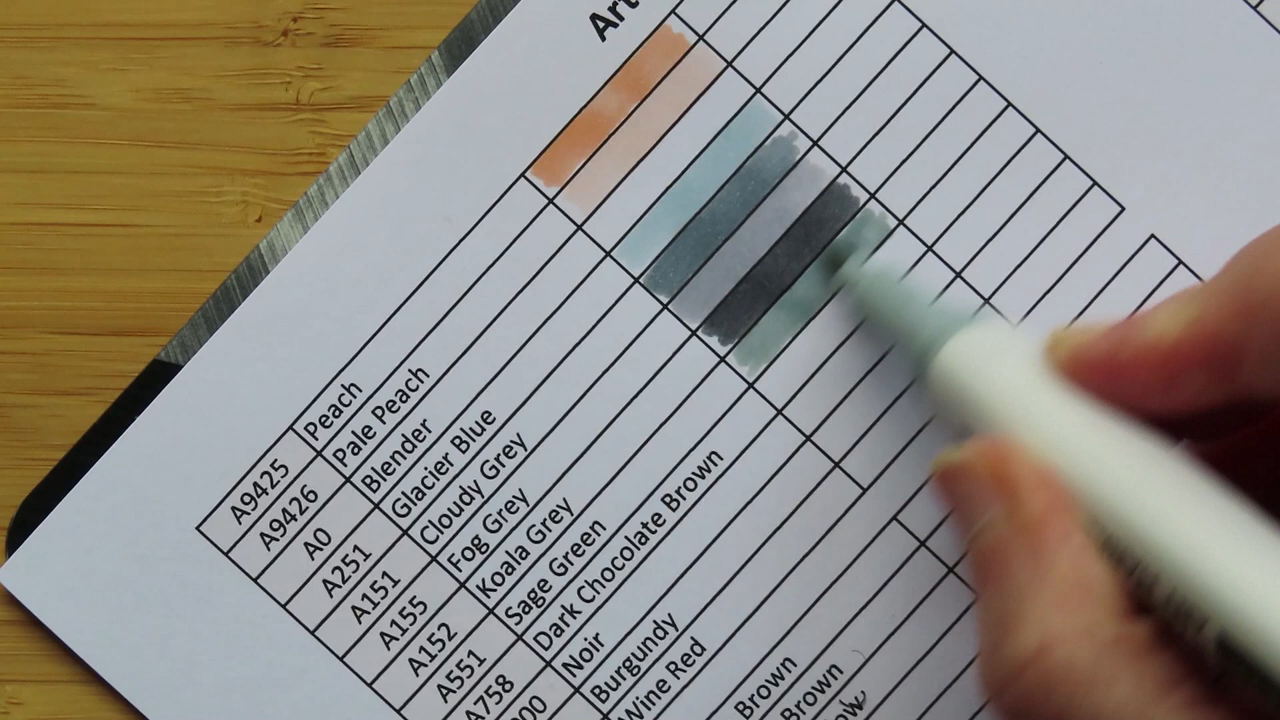 Art
A9425 Peach
A9426 Pale Peach
A0 Blender
A251 Glacier Blue
A151 Cloudy Grey
A155 Fog Grey
A152 Koala Grey
A551 Sage Green
A758 Dark Chocolate Brown
00 Noir
Burgundy
Wine Red
Brown
Brown